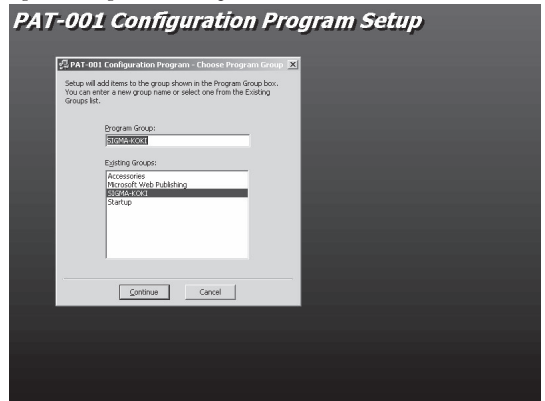 PAT-001 Configuration Program Setup
PAT-001 Configuration Program - Choose Program Group
Setup will add items to the group shown in the Program Group box.
You can enter a new group name or select one from the Existing
Groups list.
Program Group:
SIGMA-KOKI
Existing Groups:
Accessories
Microsoft Web Publishing
SIGMA-KOKI
Startup
Continue
Cancel